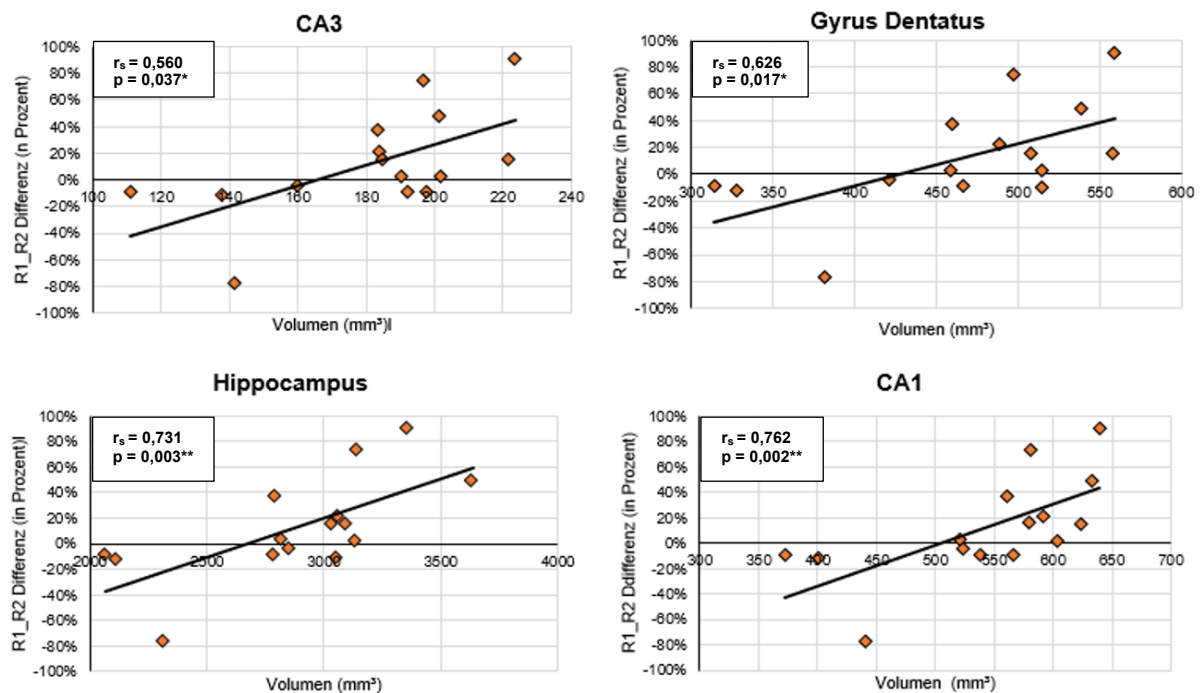 CA3
rₛ = 0,560
p = 0,037*
100%
80%
60%
40%
20%
0%
-20%
-40%
-60%
-80%
-100%
100 120 140 160 180 200 220 240
R1_R2 Differenz (n Prozent)
Volumen (mm³)l
Gyrus Dentatus
rₛ = 0,626
p = 0,017*
100%
80%
60%
40%
20%
0%
-20%
-40%
-60%
-80%
-100%
300 350 400 450 500 550 600
R1_R2 Differenz (in Prozent)
Volumen (mm³)
Hippocampus
rₛ = 0,731
p = 0,003**
100%
80%
60%
40%
20%
0%
-20%
-40%
-60%
-80%
-100%
2000 2500 3000 3500 4000
R1_R2 Differenz (in Prozent)l
Volumen (mm³)
CA1
rₛ = 0,762
p = 0,002**
100%
80%
60%
40%
20%
0%
-20%
-40%
-60%
-80%
-100%
300 350 400 450 500 550 600 650 700
R1_R2 Ddifferenz (in Prozent)
Volumen (mm³)